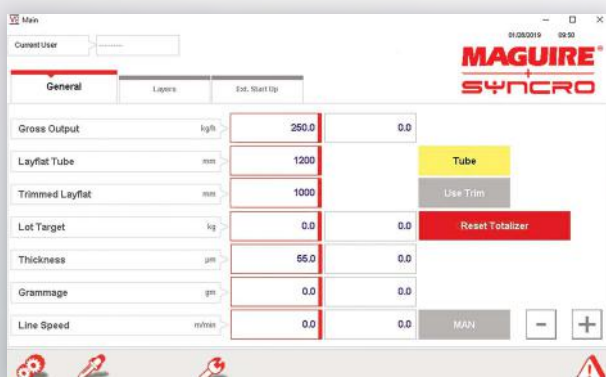 Main
01/28/2019 09:50
Current User
--------
MAGUIRE®
+
SYNCRO
General
Layers
Ext. Start Up
Gross Output kg/h 250.0 0.0
Layflat Tube mm 1200 Tube
Trimmed Layflat mm 1000 Use Trim
Lot Target kg 0.0 0.0 Reset Totalizer
Thickness µm 55.0 0.0
Grammage gm 0.0 0.0
Line Speed m/min 0.0 0.0 MAN - +